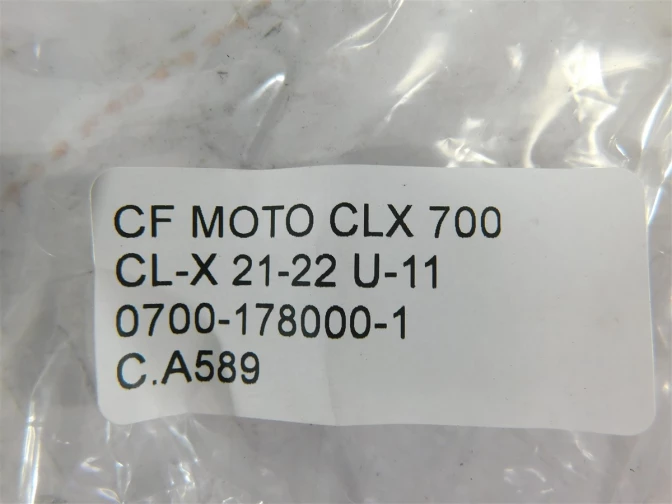 CF MOTO CLX 700
CL-X 21-22 U-11
0700-178000-1
C.A589